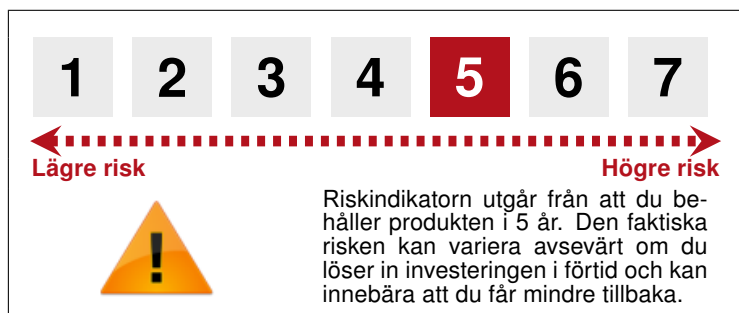 1 2 3 4 5 6 7
Lägre risk Högre risk
!
Riskindikatorn utgår från att du be-
håller produkten i 5 år. Den faktiska
risken kan variera avsevärt om du
löser in investeringen i förtid och kan
innebära att du får mindre tillbaka.